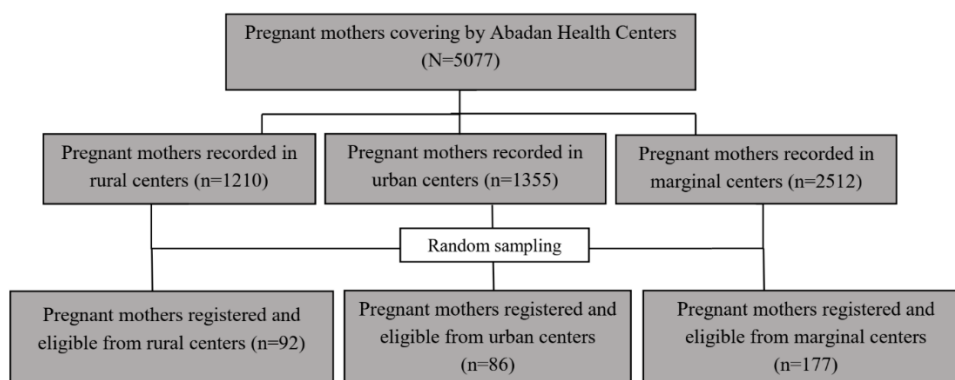 Pregnant mothers covering by Abadan Health Centers
(N=5077)
Pregnant mothers recorded in
rural centers (n=1210)
Pregnant mothers recorded in
urban centers (n=1355)
Pregnant mothers recorded in
marginal centers (n=2512)
Random sampling
Pregnant mothers registered and
eligible from rural centers (n=92)
Pregnant mothers registered and
eligible from urban centers
(n=86)
Pregnant mothers registered and
eligible from marginal centers
(n=177)